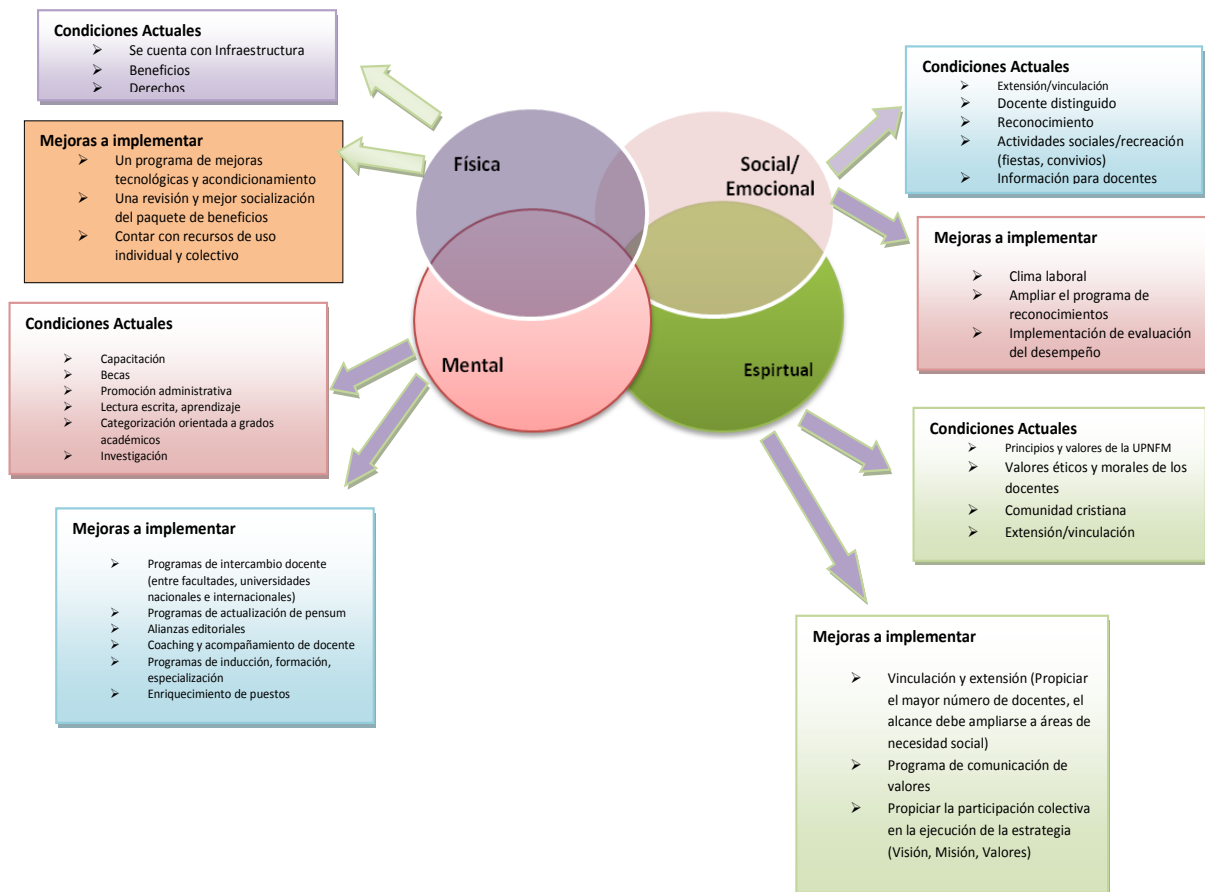 Condiciones Actuales
➢ Se cuenta con Infraestructura
➢ Beneficios
➢ Derechos
Mejoras a implementar
➢ Un programa de mejoras
tecnológicas y acondicionamiento
➢ Una revisión y mejor socialización
del paquete de beneficios
➢ Contar con recursos de uso
individual y colectivo
Condiciones Actuales
➢ Capacitación
➢ Becas
➢ Promoción administrativa
➢ Lectura escrita, aprendizaje
➢ Categorización orientada a grados
académicos
➢ Investigación
Mejoras a implementar
➢ Programas de intercambio docente
(entre facultades, universidades
nacionales e internacionales)
➢ Programas de actualización de pensum
➢ Alianzas editoriales
➢ Coaching y acompañamiento de docente
➢ Programas de inducción, formación,
especialización
➢ Enriquecimiento de puestos
Física
Social/
Emocional
Mental
Espirtual
Condiciones Actuales
➢ Extensión/vinculación
➢ Docente distinguido
➢ Reconocimiento
➢ Actividades sociales/recreación
(fiestas, convivios)
➢ Información para docentes
Mejoras a implementar
➢ Clima laboral
➢ Ampliar el programa de
reconocimientos
➢ Implementación de evaluación
del desempeño
Condiciones Actuales
➢ Principios y valores de la UPNFM
➢ Valores éticos y morales de los
docentes
➢ Comunidad cristiana
➢ Extensión/vinculación
Mejoras a implementar
➢ Vinculación y extensión (Propiciar
el mayor número de docentes, el
alcance debe ampliarse a áreas de
necesidad social)
➢ Programa de comunicación de
valores
➢ Propiciar la participación colectiva
en la ejecución de la estrategia
(Visión, Misión, Valores)